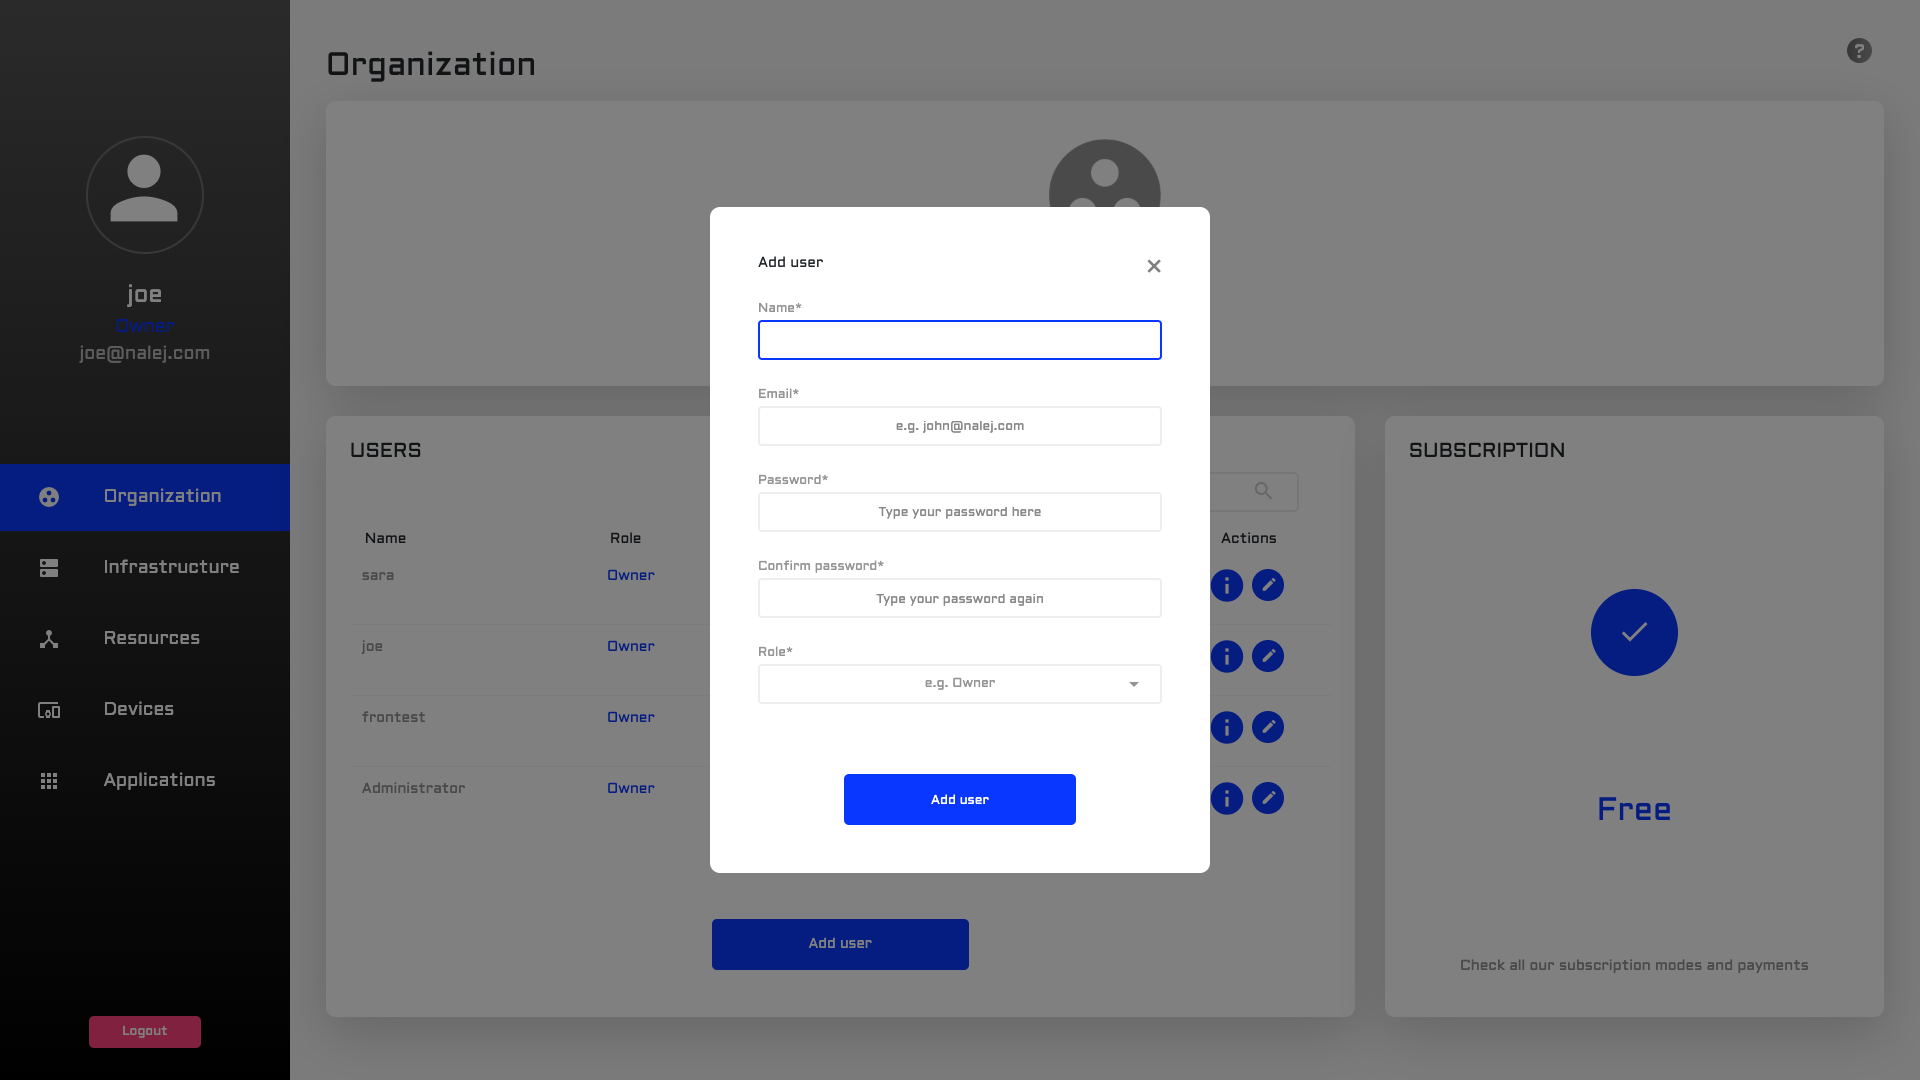 Organization
?
joe
Owner
joe@nalej.com
Organization
Infrastructure
Resources
Devices
Applications
Logout
USERS
Name Role Actions
sara Owner
joe Owner
frontest Owner
Administrator Owner
Add user
SUBSCRIPTION
Free
Check all our subscription modes and payments
Add user
Name*
Email*
e.g. john@nalej.com
Password*
Type your password here
Confirm password*
Type your password again
Role*
e.g. Owner
Add user